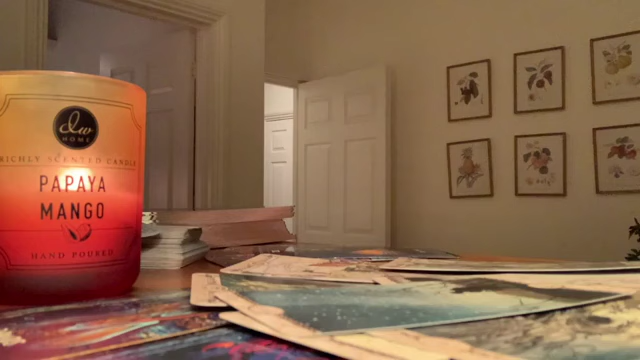 dw
HOME
RICHLY SCENTED CANDLE
PAPAYA
MANGO
HAND POURED